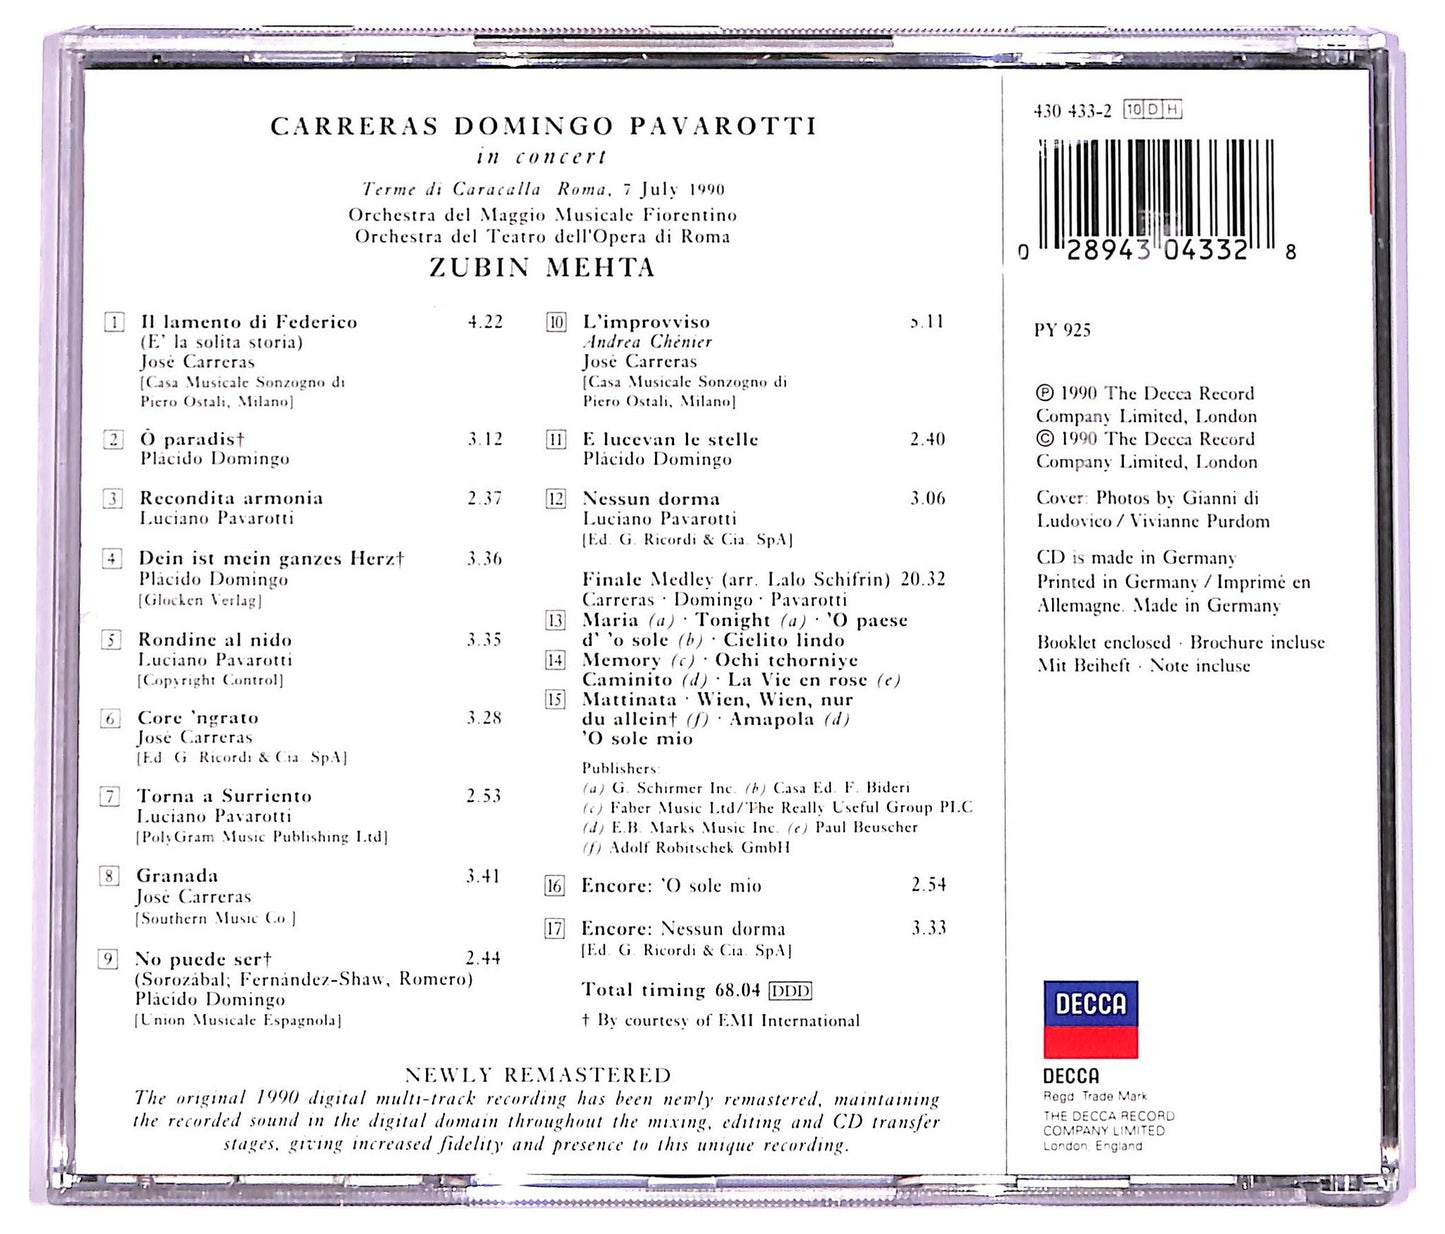 CARRERAS DOMINGO PAVAROTTI
in concert
Terme di Caracalla Roma, 7 July 1990
Orchestra del Maggio Musicale Fiorentino
Orchestra del Teatro dell'Opera di Roma
ZUBIN MEHTA
1 Il lamento di Federico 4.22
(E' la solita storia)
José Carreras
[Casa Musicale Sonzogno di
Piero Ostali, Milano]
2 Ô paradis† 3.12
Plácido Domingo
3 Recondita armonia 2.37
Luciano Pavarotti
4 Dein ist mein ganzes Herz† 3.36
Plácido Domingo
[Glocken Verlag]
5 Rondine al nido 3.35
Luciano Pavarotti
[Copyright Control]
6 Core 'ngrato 3.28
José Carreras
[Ed. G. Ricordi & Cia. SpA]
7 Torna a Surriento 2.53
Luciano Pavarotti
[PolyGram Music Publishing Ltd]
8 Granada 3.41
José Carreras
[Southern Music Co.]
9 No puede ser† 2.44
(Sorozábal; Fernández-Shaw, Romero)
Plácido Domingo
[Union Musicale Espagnola]
10 L'improvviso 5.11
Andrea Chénier
José Carreras
[Casa Musicale Sonzogno di
Piero Ostali, Milano]
11 E lucevan le stelle 2.40
Plácido Domingo
12 Nessun dorma 3.06
Luciano Pavarotti
[Ed. G. Ricordi & Cia. SpA]
Finale Medley (arr. Lalo Schifrin) 20.32
Carreras · Domingo · Pavarotti
13 Maria (a) · Tonight (a) · 'O paese
d' 'o sole (b) · Cielito lindo
14 Memory (c) · Ochi tchorniye
Caminito (d) · La Vie en rose (e)
15 Mattinata · Wien, Wien, nur
du allein† (f) · Amapola (d)
'O sole mio
Publishers:
(a) G. Schirmer Inc. (b) Casa Ed. F. Bideri
(c) Faber Music Ltd/The Really Useful Group PLC
(d) E.B. Marks Music Inc. (e) Paul Beuscher
(f) Adolf Robitschek GmbH
16 Encore: 'O sole mio 2.54
17 Encore: Nessun dorma 3.33
[Ed. G. Ricordi & Cia. SpA]
Total timing 68.04 DDD
† By courtesy of EMI International
NEWLY REMASTERED
The original 1990 digital multi-track recording has been newly remastered, maintaining
the recorded sound in the digital domain throughout the mixing, editing and CD transfer
stages, giving increased fidelity and presence to this unique recording.
430 433-2 10 D H
0 28943 04332 8
PY 925
℗ 1990 The Decca Record
Company Limited, London
© 1990 The Decca Record
Company Limited, London
Cover: Photos by Gianni di
Ludovico / Vivianne Purdom
CD is made in Germany
Printed in Germany / Imprimé en
Allemagne. Made in Germany
Booklet enclosed · Brochure incluse
Mit Beiheft · Note incluse
DECCA
DECCA
Regd. Trade Mark
THE DECCA RECORD
COMPANY LIMITED
London, England